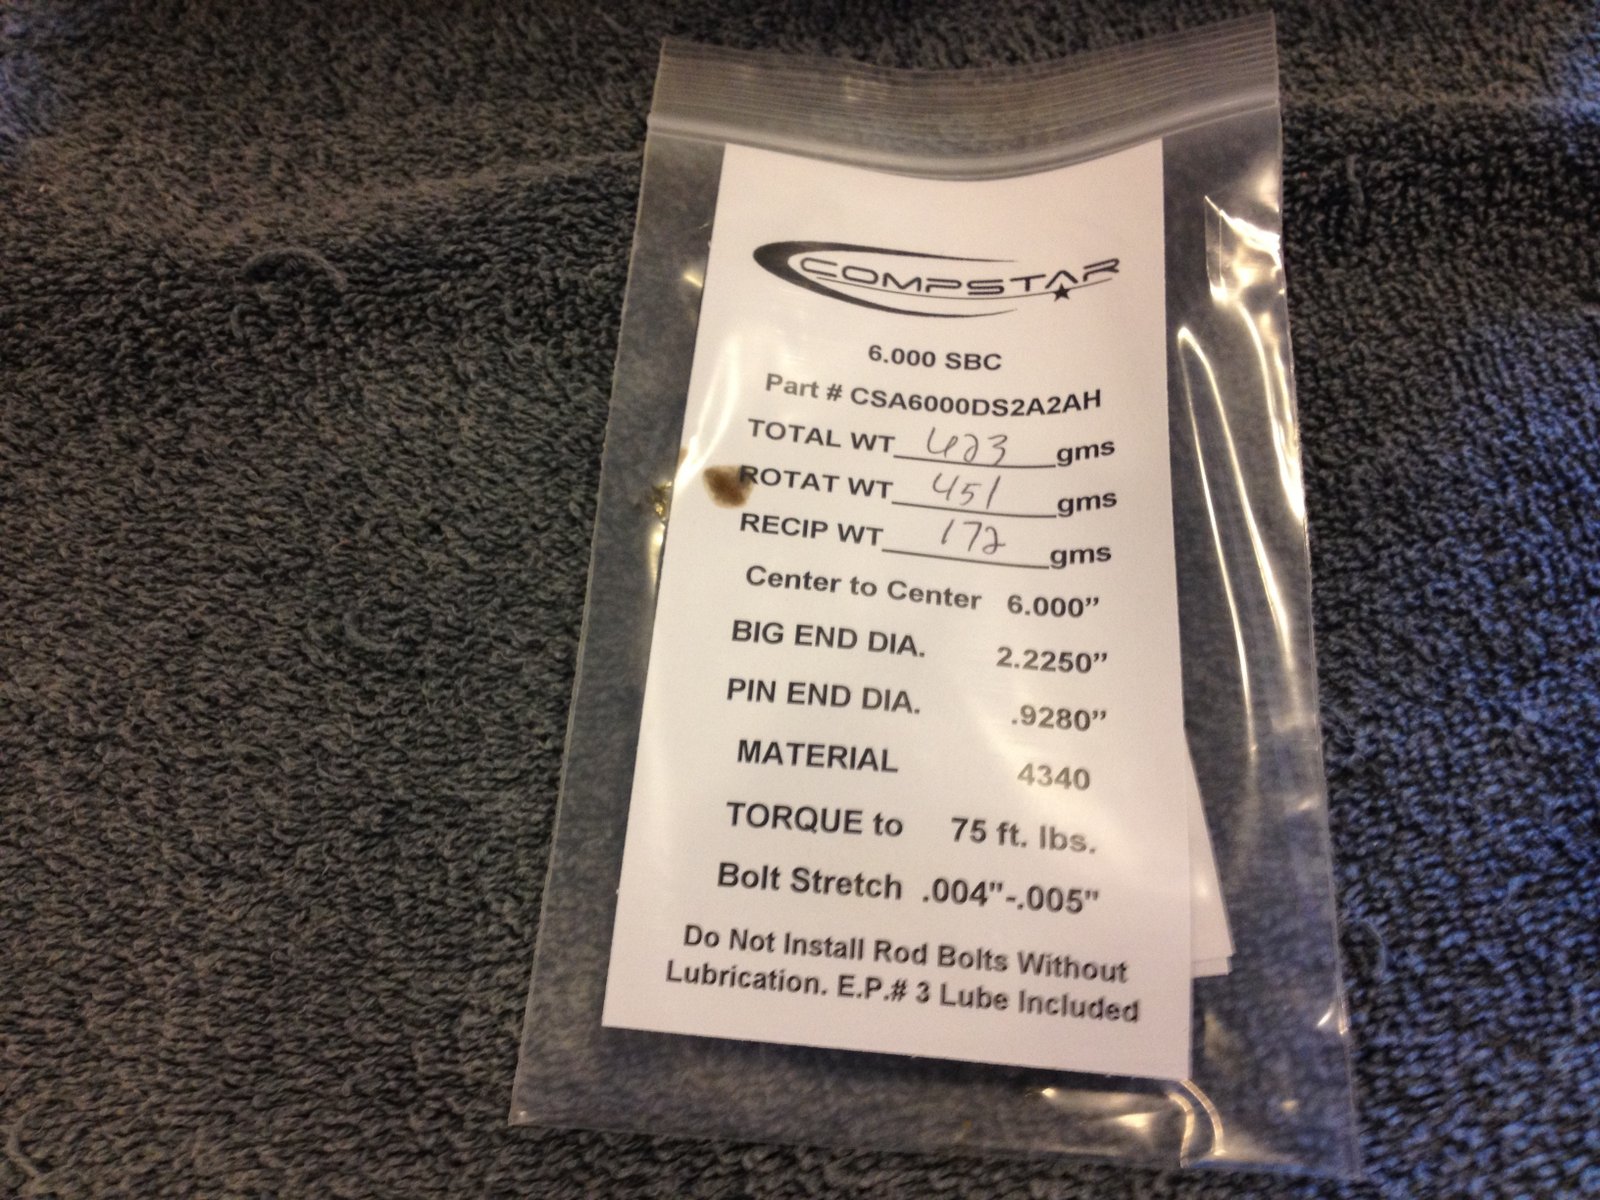 COMPSTAR
6.000 SBC
Part # CSA6000DS2A2AH
TOTAL WT 623 gms
ROTAT WT 451 gms
RECIP WT 172 gms
Center to Center 6.000”
BIG END DIA. 2.2250”
PIN END DIA. .9280”
MATERIAL 4340
TORQUE to 75 ft. lbs.
Bolt Stretch .004"-.005"
Do Not Install Rod Bolts Without
Lubrication. E.P.# 3 Lube Included